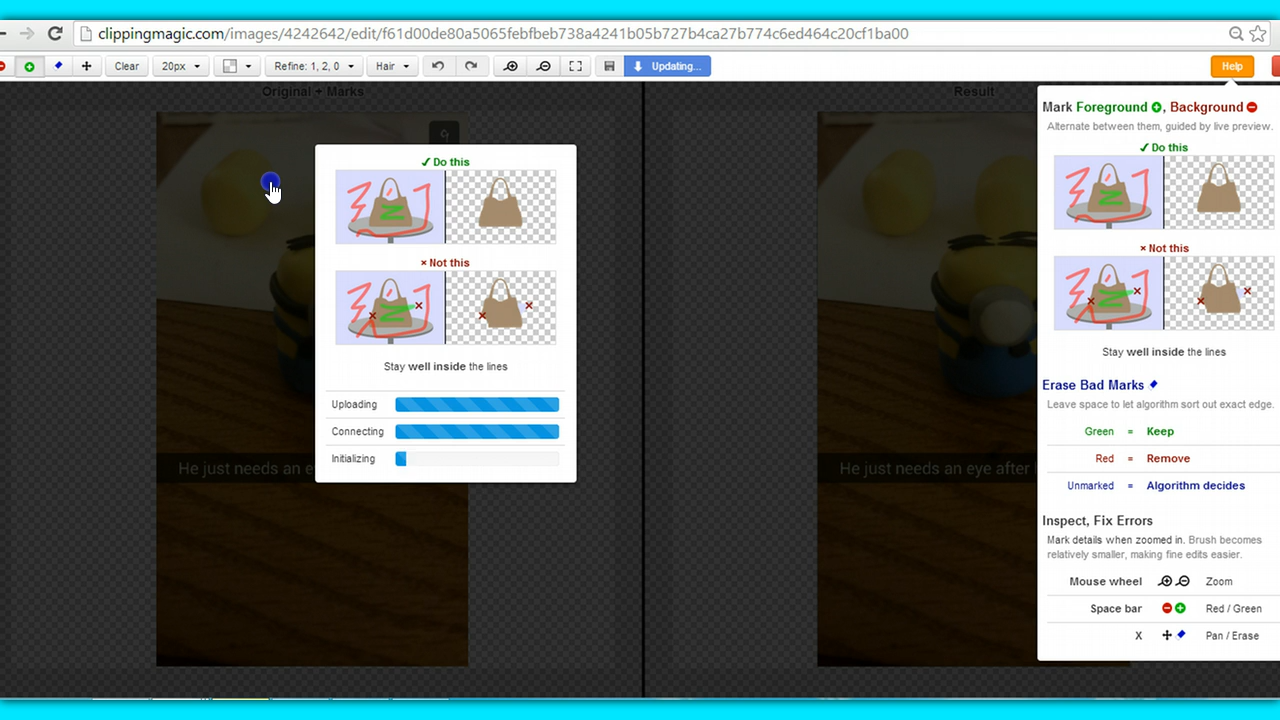 clippingmagic.com/images/4242642/edit/f61d00de80a5065febfbeb738a4241b05b727b4ca27b774c6ed464c20cf1ba00
Clear 20px Refine: 1, 2, 0 Hair Updating... Help
Original + Marks
Result
9
Do this
Not this
Stay well inside the lines
Uploading
Connecting
Initializing
He just needs an e
He just needs an eye after
Mark Foreground, Background
Alternate between them, guided by live preview.
Do this
Not this
Stay well inside the lines
Erase Bad Marks
Leave space to let algorithm sort out exact edge.
Green = Keep
Red = Remove
Unmarked = Algorithm decides
Inspect, Fix Errors
Mark details when zoomed in. Brush becomes
relatively smaller, making fine edits easier.
Mouse wheel Zoom
Space bar Red / Green
X Pan / Erase